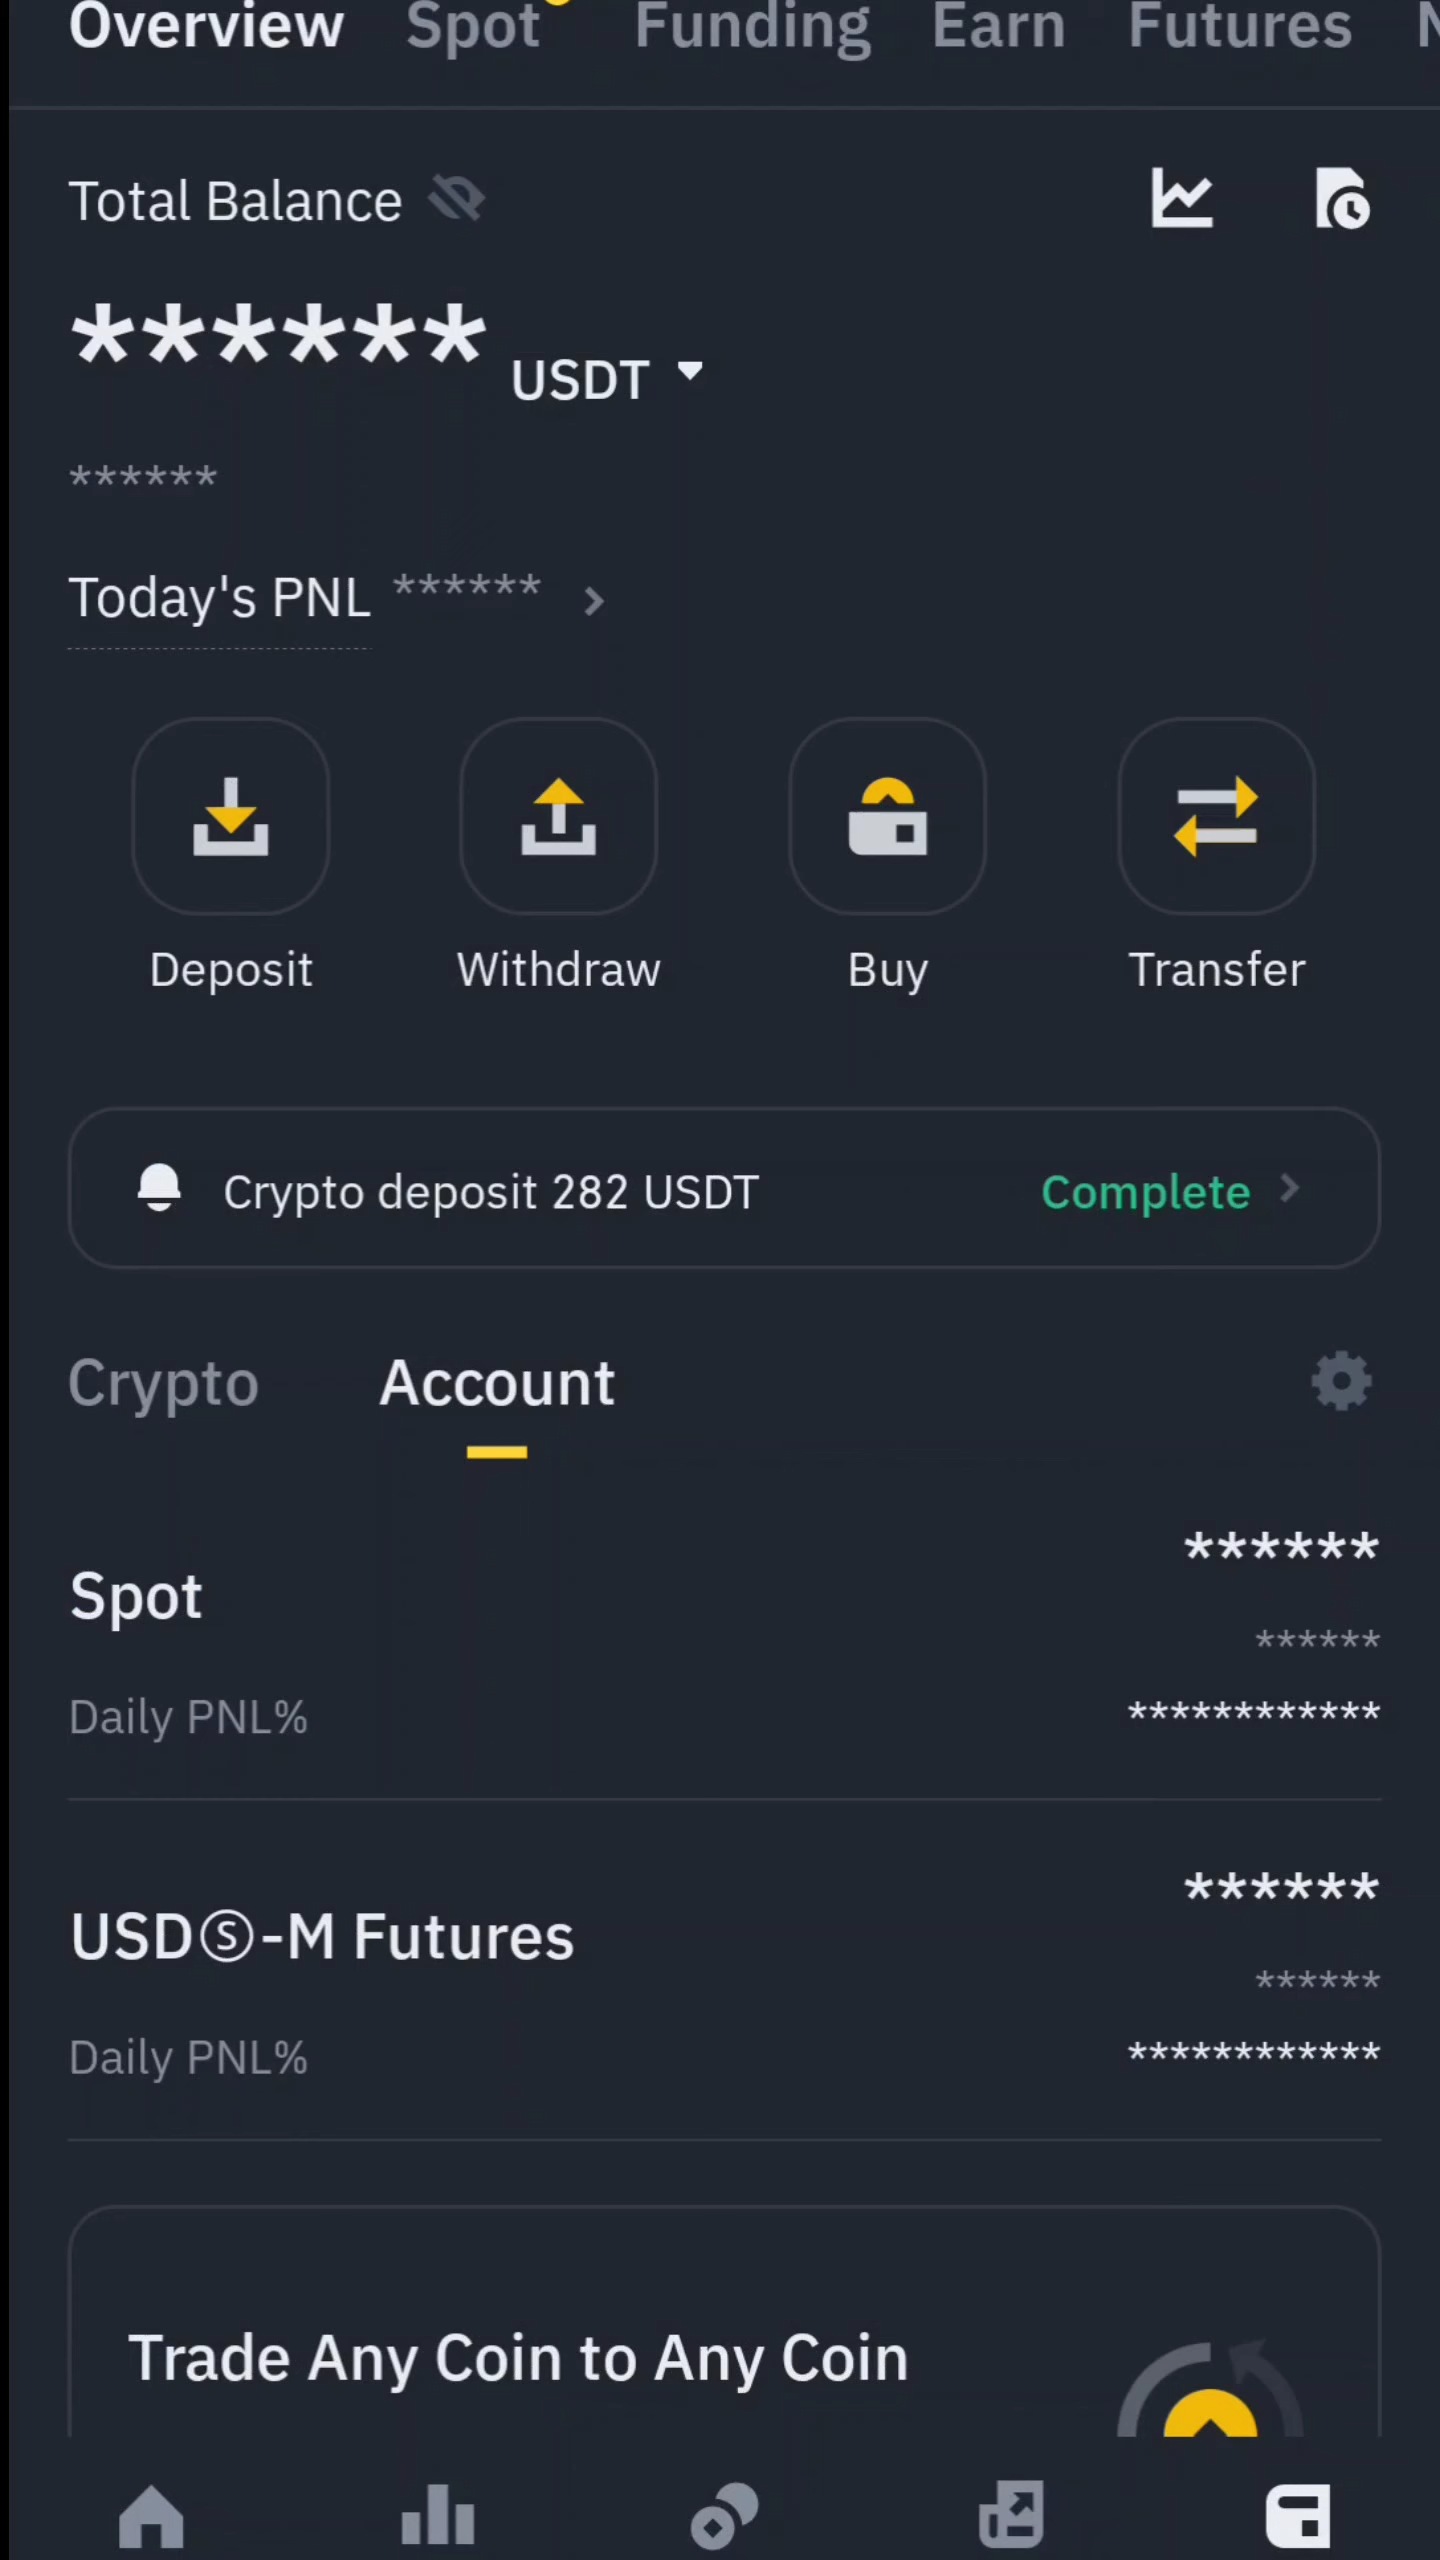 Overview Spot Funding Earn Futures
Total Balance
****** USDT
******
Today's PNL ******
Deposit Withdraw Buy Transfer
Crypto deposit 282 USDT Complete
Crypto Account
******
Spot
******
Daily PNL% ************
******
USDⓈ-M Futures
******
Daily PNL% ************
Trade Any Coin to Any Coin